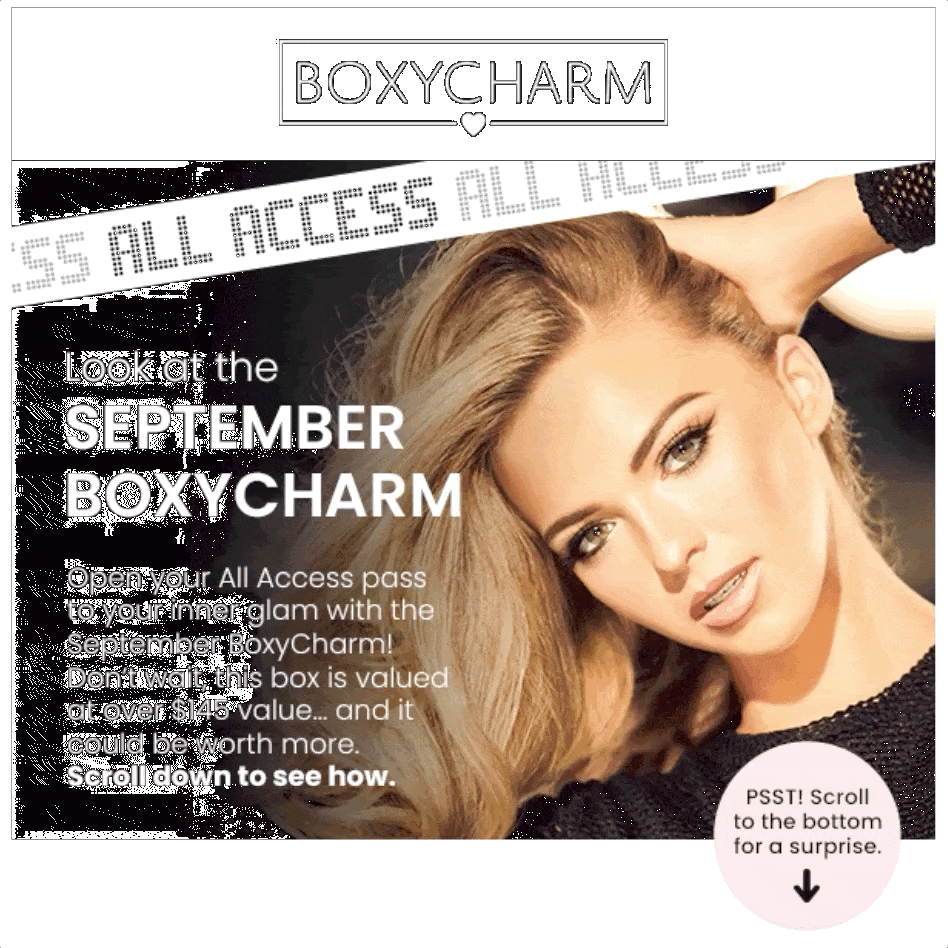 BOXYCHARM
SS ALL ACCESS ALL ACCESS
Look at the
SEPTEMBER
BOXYCHARM
Open your All Access pass
to your inner glam with the
September BoxyCharm!
Don't wait, this box is valued
at over $145 value... and it
could be worth more.
Scroll down to see how.
PSST! Scroll
to the bottom
for a surprise.